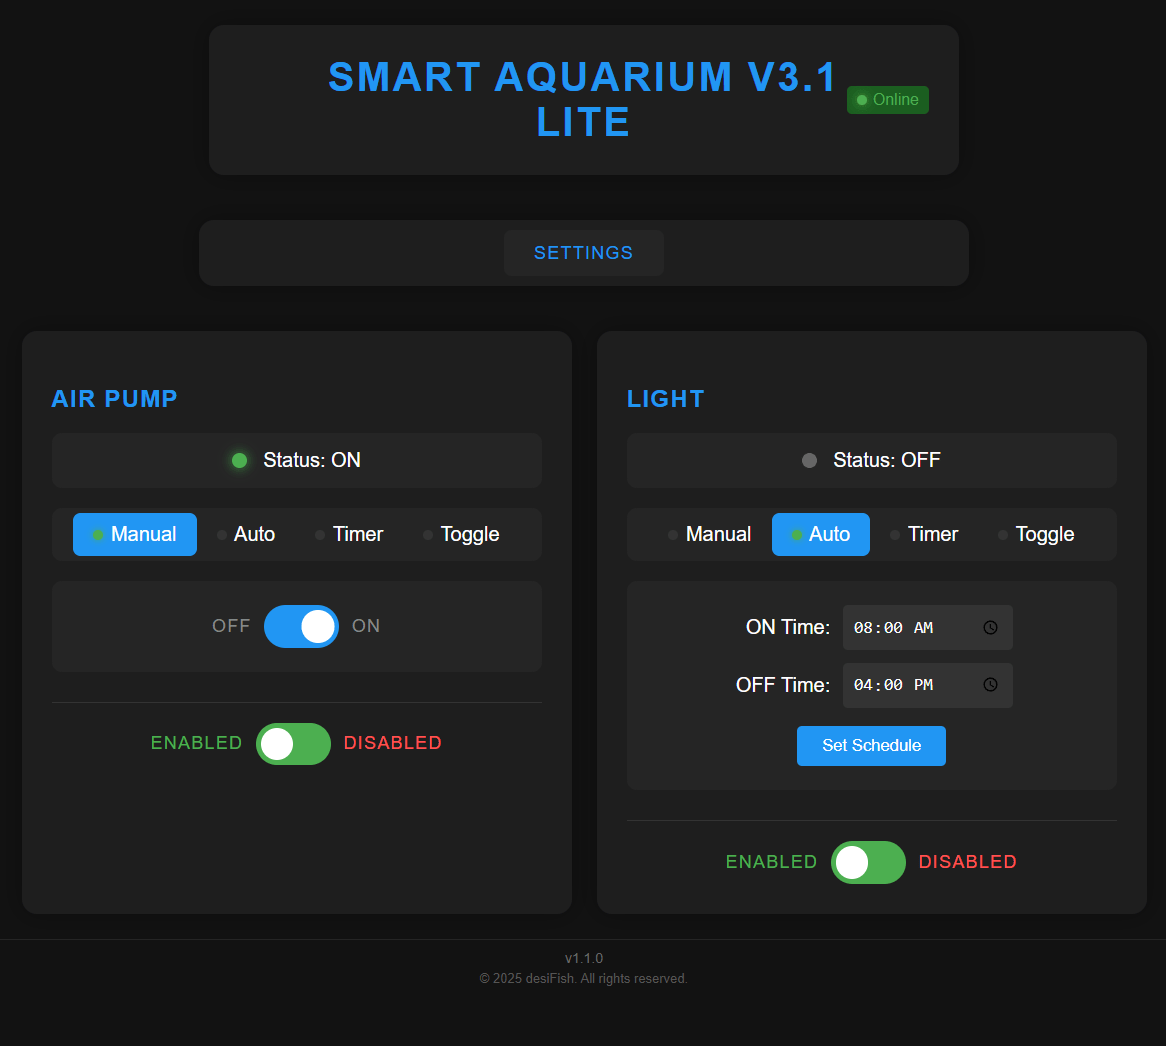 SMART AQUARIUM V3.1
LITE
Online
SETTINGS
AIR PUMP
Status: ON
Manual Auto Timer Toggle
OFF ON
ENABLED DISABLED
LIGHT
Status: OFF
Manual Auto Timer Toggle
ON Time: 08:00 AM
OFF Time: 04:00 PM
Set Schedule
ENABLED DISABLED
v1.1.0
© 2025 desiFish. All rights reserved.